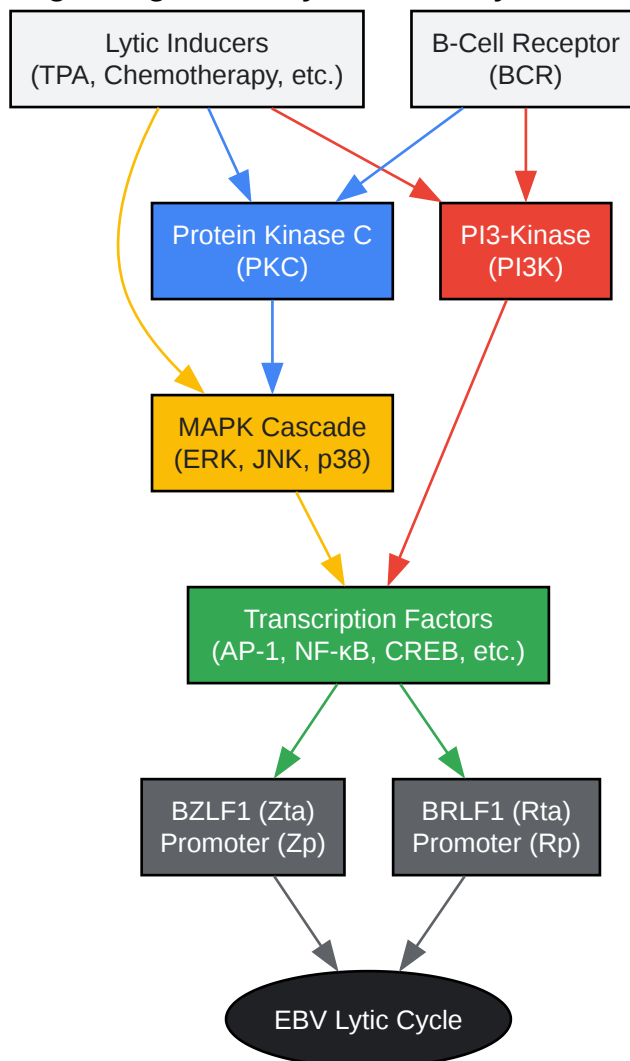 Lytic Inducers
(TPA, Chemotherapy, etc.)
B-Cell Receptor
(BCR)
Protein Kinase C
(PKC)
PI3-Kinase
(PI3K)
MAPK Cascade
(ERK, JNK, p38)
Transcription Factors
(AP-1, NF-κB, CREB, etc.)
BZLF1 (Zta)
Promoter (Zp)
BRLF1 (Rta)
Promoter (Rp)
EBV Lytic Cycle